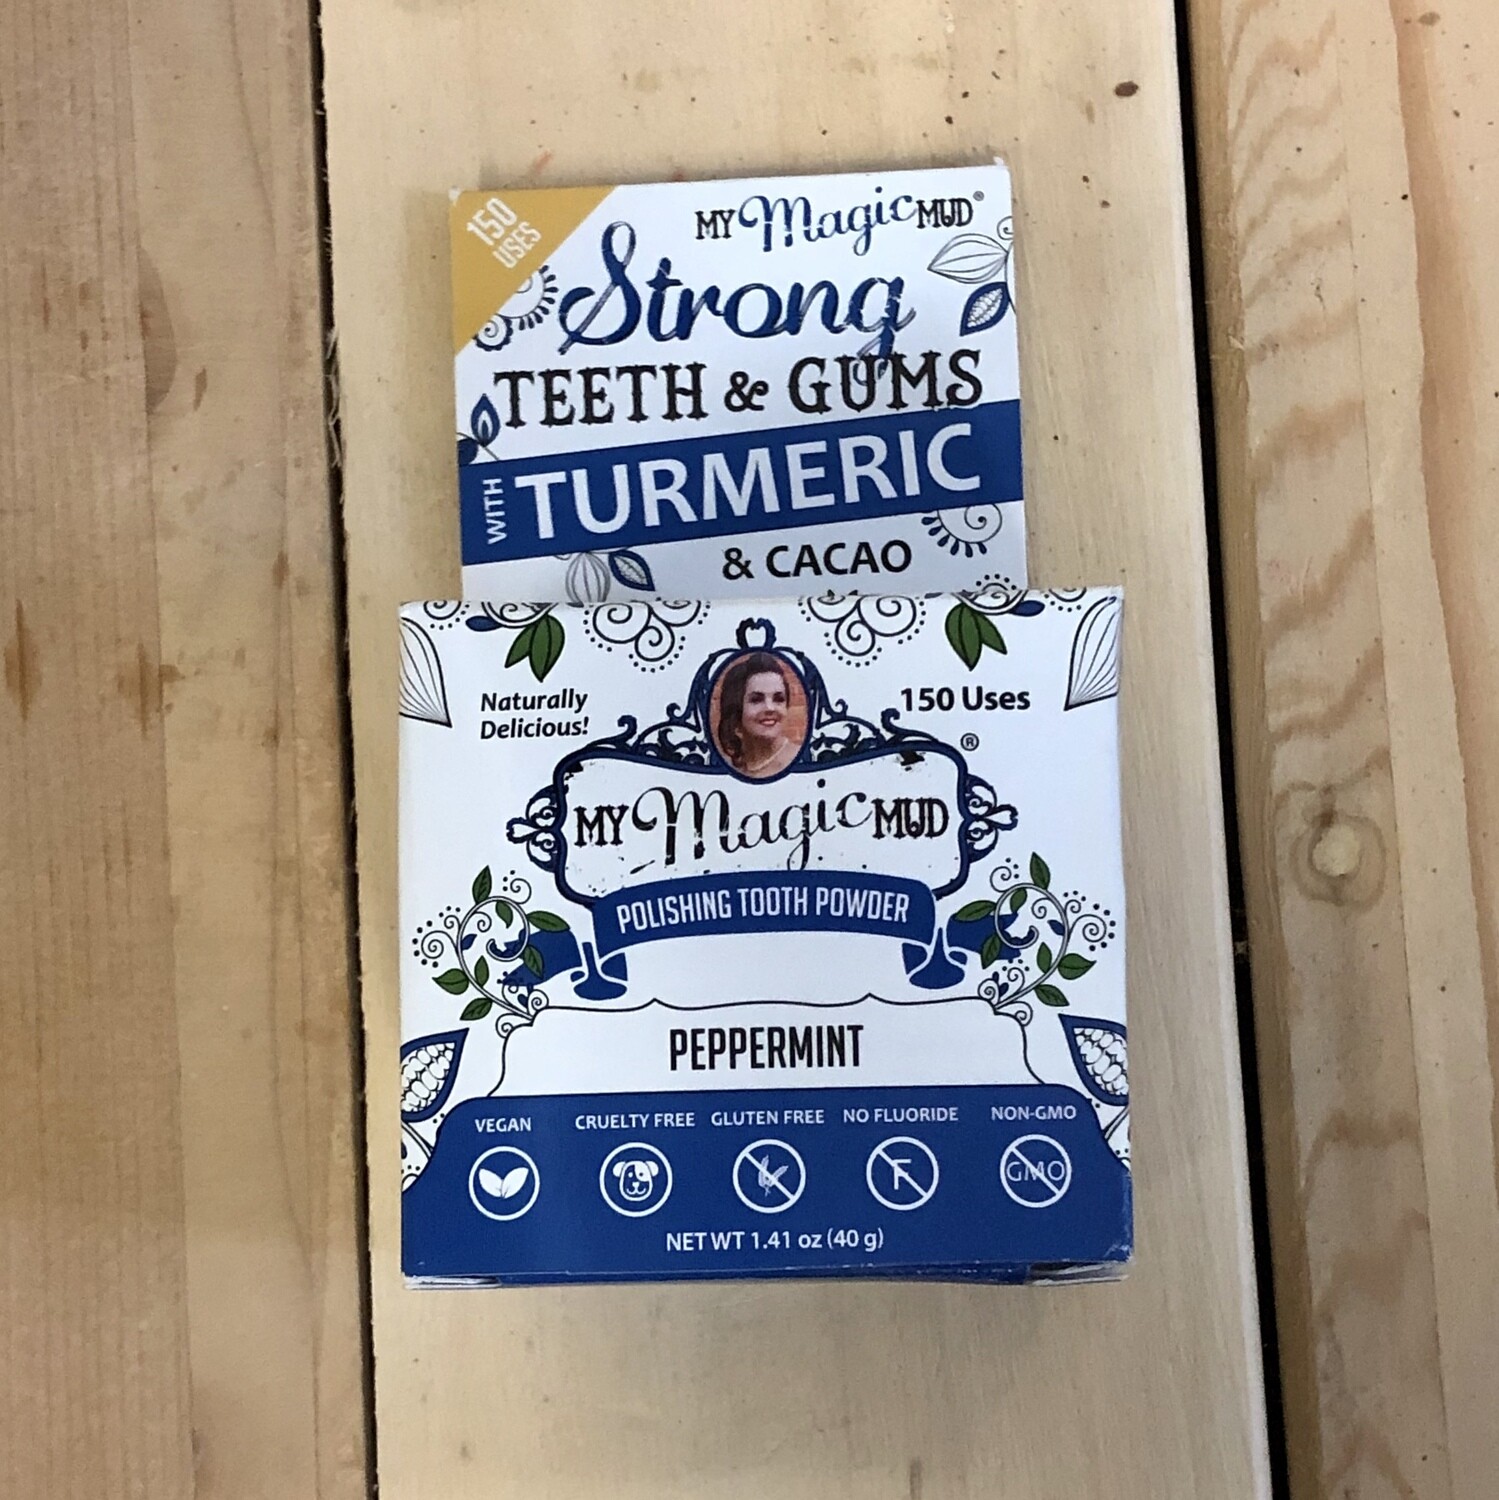 150
USES
MY Magic MUD®
Strong
TEETH & GUMS
WITH TURMERIC
& CACAO
Naturally
Delicious!
150 Uses
®
MY Magic MUD
POLISHING TOOTH POWDER
PEPPERMINT
VEGAN CRUELTY FREE GLUTEN FREE NO FLUORIDE NON-GMO
F GMO
NET WT 1.41 oz (40 g)